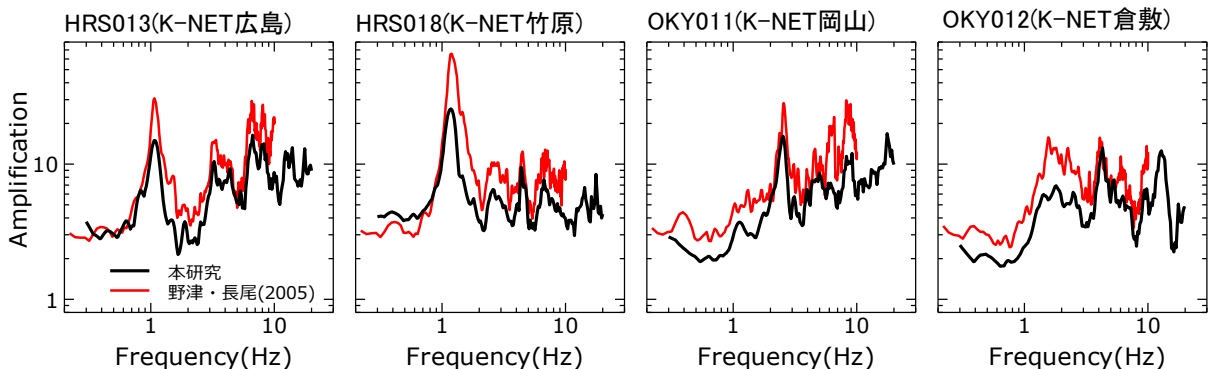 HRS013(K-NET広島)
HRS018(K-NET竹原)
OKY011(K-NET岡山)
OKY012(K-NET倉敷)
Amplification
10
1
本研究
野津・長尾(2005)
1 10
1 10
1 10
1 10
Frequency(Hz)
Frequency(Hz)
Frequency(Hz)
Frequency(Hz)